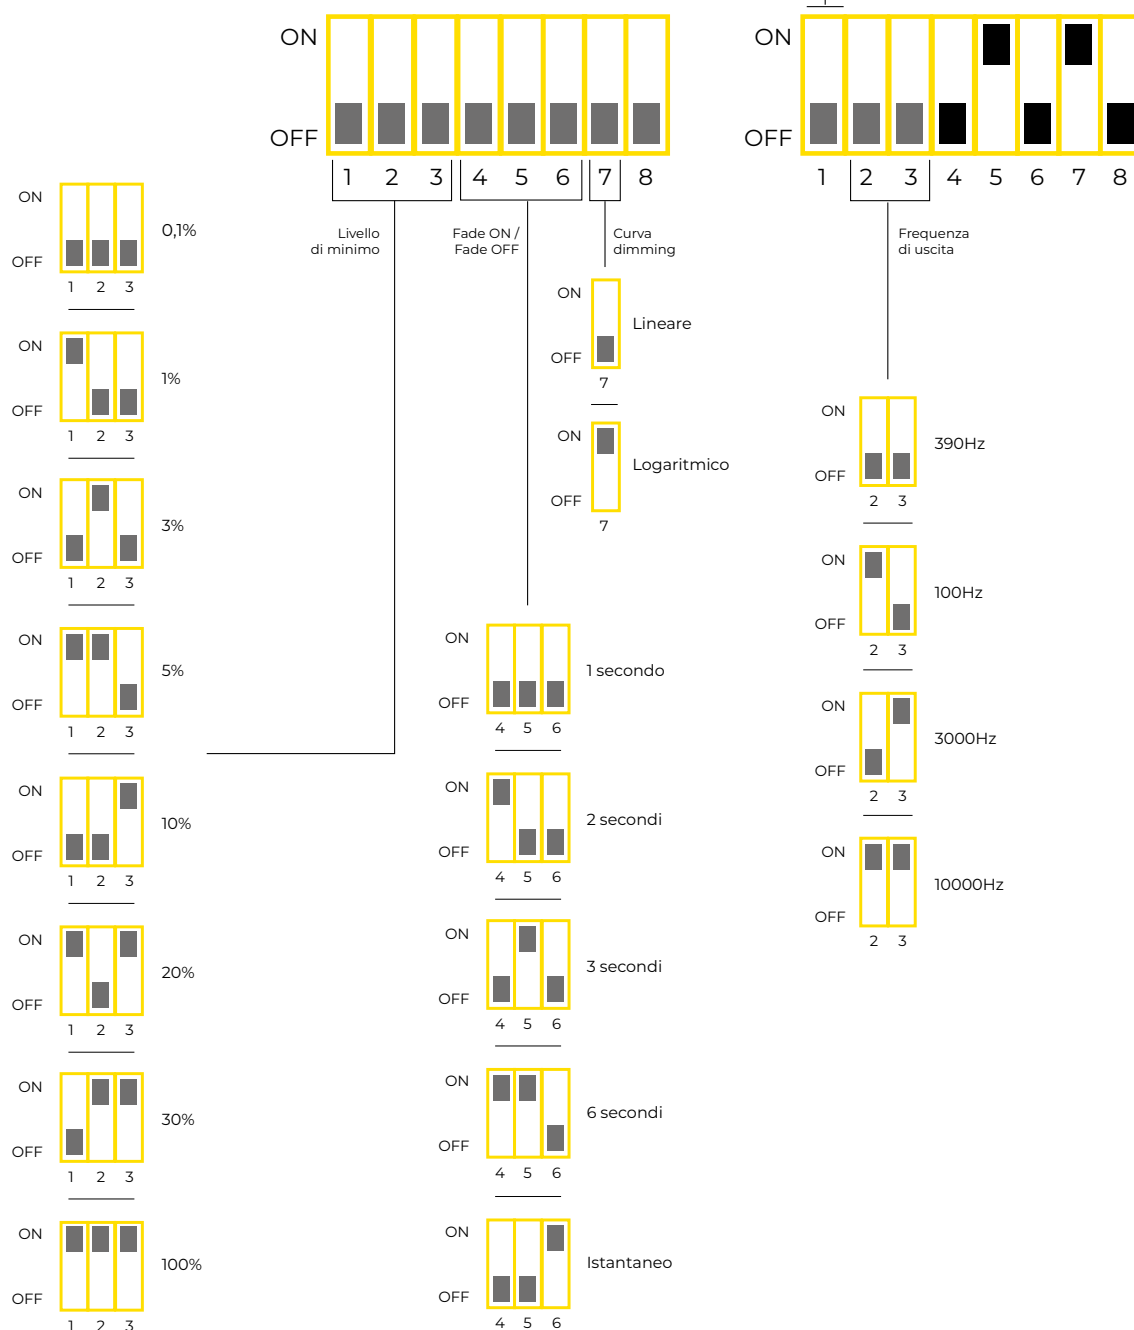 ON
OFF
1 2 3 4 5 6 7 8
Livello
di minimo
Fade ON /
Fade OFF
Curva
dimming
ON
OFF
1 2 3 4 5 6 7 8
Frequenza
di uscita
ON
OFF
0,1%
1 2 3
ON
OFF
1%
1 2 3
ON
OFF
3%
1 2 3
ON
OFF
5%
1 2 3
ON
OFF
10%
1 2 3
ON
OFF
20%
1 2 3
ON
OFF
30%
1 2 3
ON
OFF
100%
1 2 3
ON
OFF
1 secondo
4 5 6
ON
OFF
2 secondi
4 5 6
ON
OFF
3 secondi
4 5 6
ON
OFF
6 secondi
4 5 6
ON
OFF
Istantaneo
4 5 6
ON
OFF
Lineare
7
ON
OFF
Logaritmico
7
ON
OFF
390Hz
2 3
ON
OFF
100Hz
2 3
ON
OFF
3000Hz
2 3
ON
OFF
10000Hz
2 3